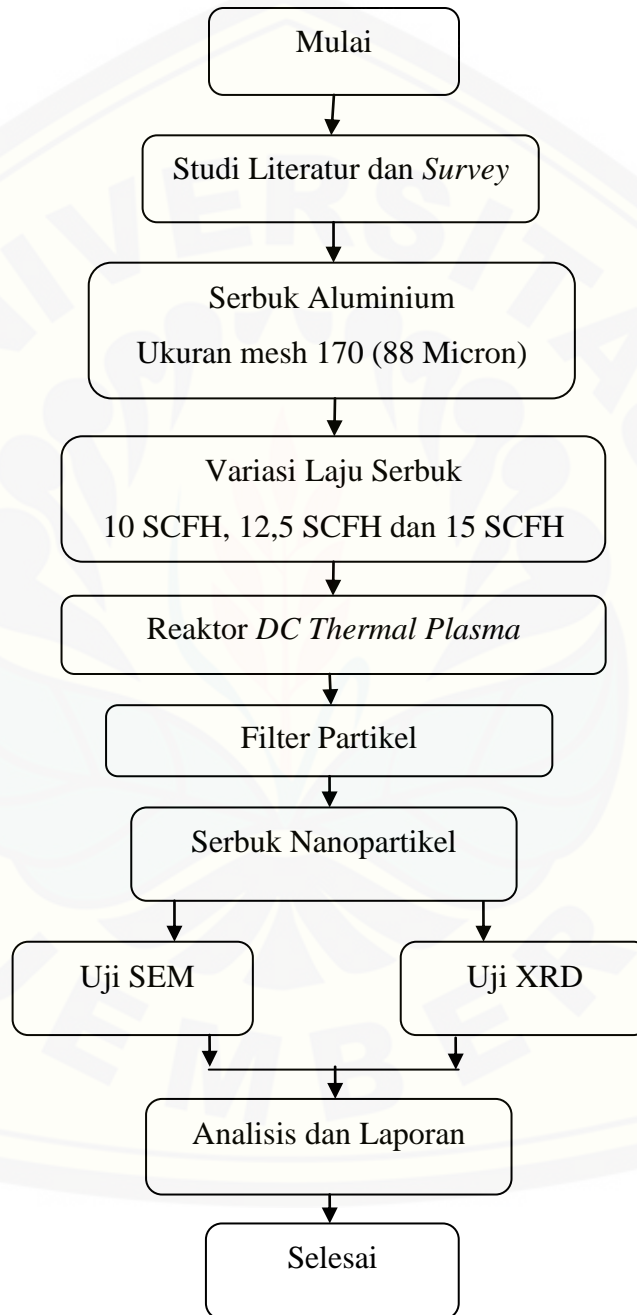 Mulai
Studi Literatur dan Survey
Serbuk Aluminium
Ukuran mesh 170 (88 Micron)
Variasi Laju Serbuk
10 SCFH, 12,5 SCFH dan 15 SCFH
Reaktor DC Thermal Plasma
Filter Partikel
Serbuk Nanopartikel
Uji SEM
Uji XRD
Analisis dan Laporan
Selesai